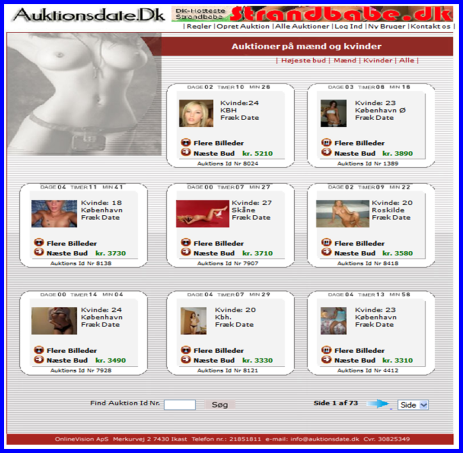 Auktionsdate.Dk
DK-Hotteste
Strandbabe
Strandbabe.dk
| Regler | Opret Auktion | Alle Auktioner | Log Ind | Ny Bruger | Kontakt os |
Auktioner på mænd og kvinder
| Højeste bud | Mænd | Kvinder | Alle |
DAGE 02 TIMER 10 MIN 26
Kvinde: 24
KBH
Fræk Date
Flere Billeder
Næste Bud kr. 5210
Auktions Id Nr 8024
DAGE 03 TIMER 08 MIN 16
Kvinde: 23
København Ø
Fræk Date
Flere Billeder
Næste Bud kr. 3890
Auktions Id Nr 1389
DAGE 04 TIMER 11 MIN 41
Kvinde: 18
København
Fræk Date
Flere Billeder
Næste Bud kr. 3730
Auktions Id Nr 8138
DAGE 00 TIMER 07 MIN 27
Kvinde: 27
Skåne
Fræk Date
Flere Billeder
Næste Bud kr. 3710
Auktions Id Nr 7907
DAGE 02 TIMER 09 MIN 22
Kvinde: 20
Roskilde
Fræk Date
Flere Billeder
Næste Bud kr. 3580
Auktions Id Nr 8418
DAGE 00 TIMER 14 MIN 04
Kvinde: 24
København
Fræk Date
Flere Billeder
Næste Bud kr. 3490
Auktions Id Nr 7928
DAGE 04 TIMER 07 MIN 29
Kvinde: 20
Kbh.
Fræk Date
Flere Billeder
Næste Bud kr. 3330
Auktions Id Nr 8121
DAGE 04 TIMER 13 MIN 58
Kvinde: 23
København
Fræk Date
Flere Billeder
Næste Bud kr. 3310
Auktions Id Nr 4412
Find Auktion Id Nr. Søg Side 1 af 73 Side
OnlineVision ApS Merkurvej 2 7430 Ikast Telefon nr.: 21851811 e-mail: info@auktionsdate.dk Cvr. 30825349